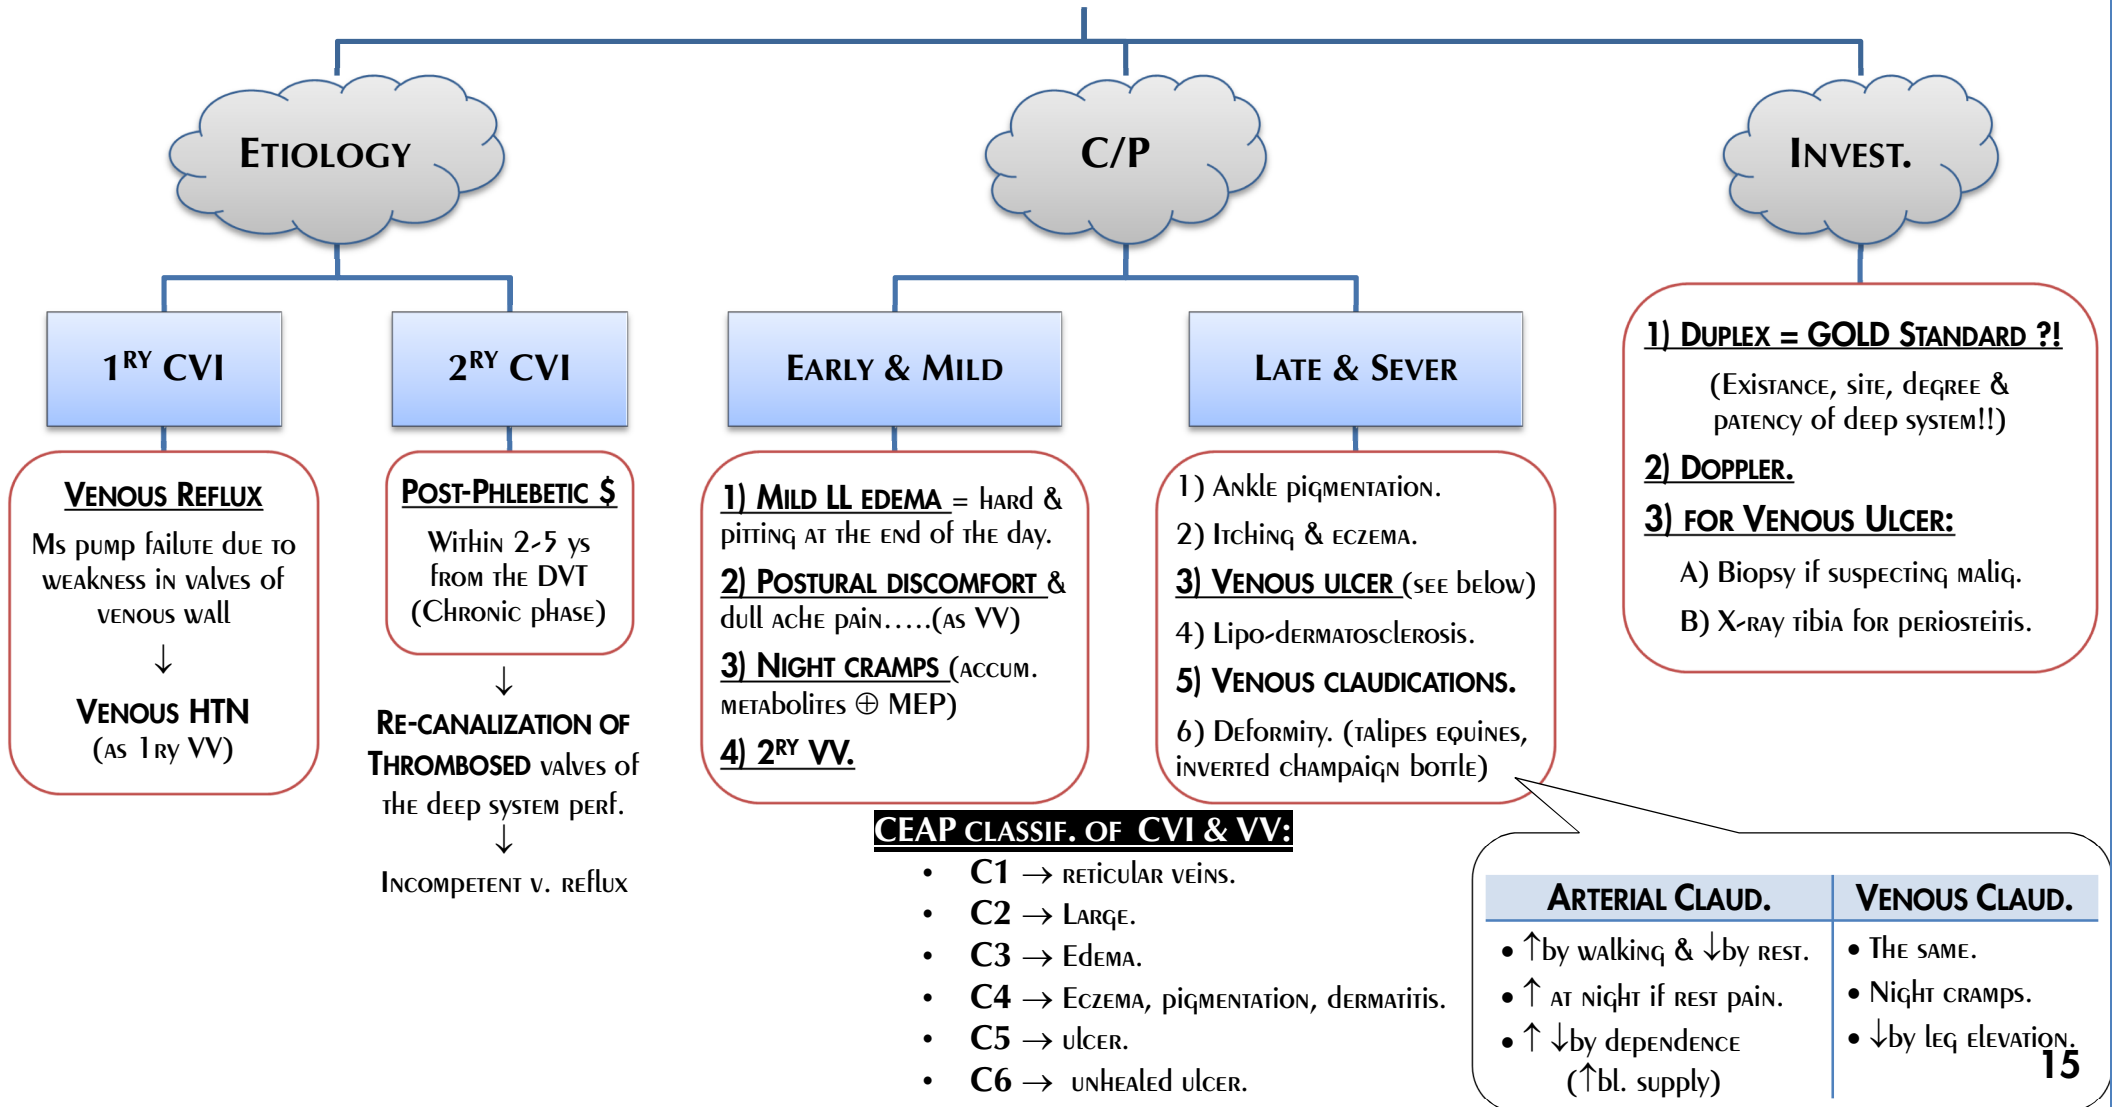 Etiology
C/P
Invest.
1RY CVI
2RY CVI
Early & Mild
Late & Sever
Venous Reflux
Ms pump failute due to
weakness in valves of
venous wall
↓
Venous HTN
(as 1ry VV)
Post-Phlebetic $
Within 2-5 ys
from the DVT
(Chronic phase)
↓
Re-canalization of
Thrombosed valves of
the deep system perf.
↓
Incompetent v. reflux
1) Mild LL edema = hard &
pitting at the end of the day.
2) Postural discomfort &
dull ache pain.....(as VV)
3) Night cramps (accum.
metabolites ⊕ MEP)
4) 2RY VV.
1) Ankle pigmentation.
2) Itching & eczema.
3) Venous ulcer (see below)
4) Lipo-dermatosclerosis.
5) Venous claudications.
6) Deformity. (talipes equines,
inverted champaign bottle)
1) Duplex = GOLD Standard ?!
(Existance, site, degree &
patency of deep system!!)
2) Doppler.
3) for Venous Ulcer:
A) Biopsy if suspecting malig.
B) X-ray tibia for periosteitis.
CEAP classif. of CVI & VV:
• C1 → reticular veins.
• C2 → Large.
• C3 → Edema.
• C4 → Eczema, pigmentation, dermatitis.
• C5 → ulcer.
• C6 → unhealed ulcer.
Arterial Claud.
• ↑by walking & ↓by rest.
• ↑ at night if rest pain.
• ↑ ↓by dependence
(↑bl. supply)
Venous Claud.
• The same.
• Night cramps.
• ↓by leg elevation.
15